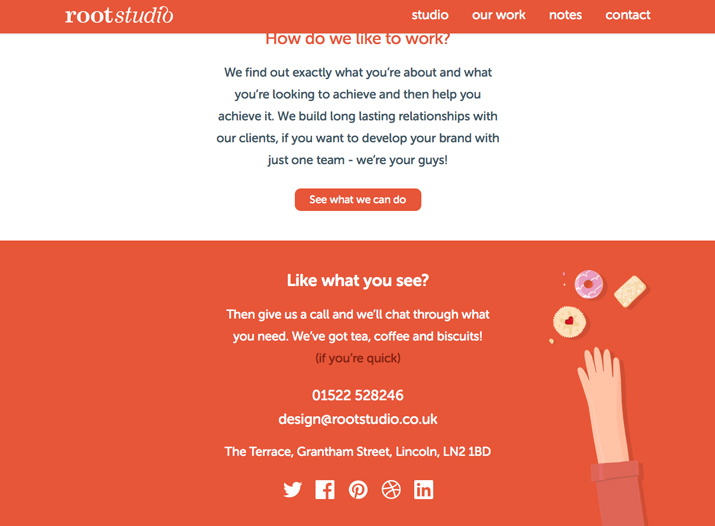 rootstudio
studio our work notes contact
How do we like to work?
We find out exactly what you're about and what
you're looking to achieve and then help you
achieve it. We build long lasting relationships with
our clients, if you want to develop your brand with
just one team - we're your guys!
See what we can do
Like what you see?
Then give us a call and we'll chat through what
you need. We've got tea, coffee and biscuits!
(if you're quick)
01522 528246
design@rootstudio.co.uk
The Terrace, Grantham Street, Lincoln, LN2 1BD